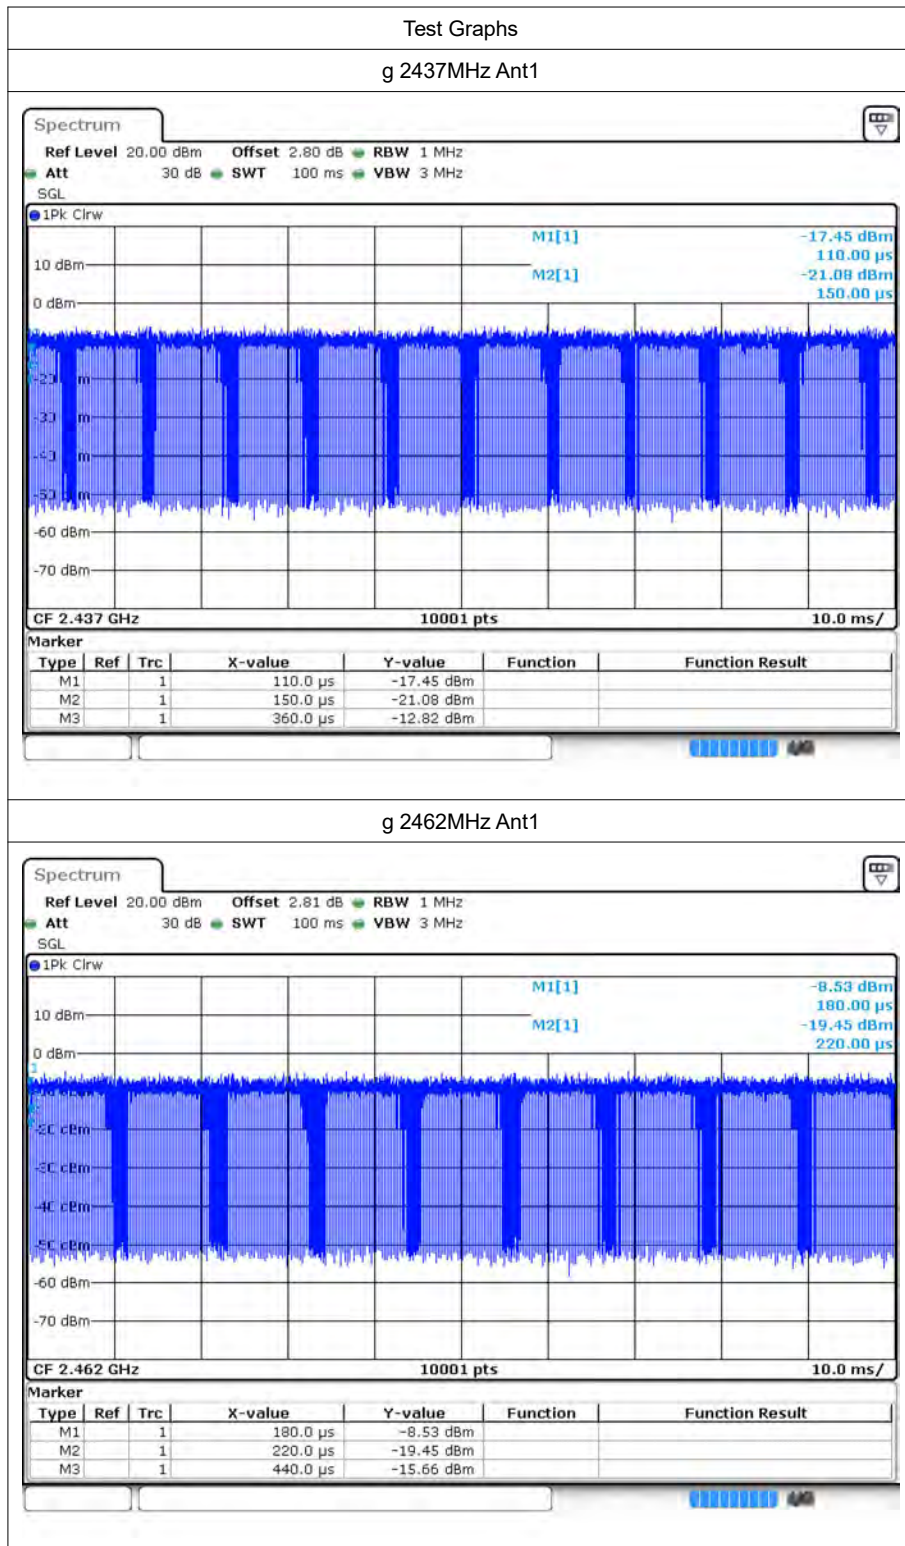 Test Graphs
g 2437MHz Ant1
Spectrum
Ref Level 20.00 dBm Offset 2.80 dB RBW 1 MHz
Att 30 dB SWT 100 ms VBW 3 MHz
SGL
1Pk Clrw
M1[1] -17.45 dBm
110.00 µs
10 dBm
M2[1] -21.08 dBm
150.00 µs
0 dBm
-60 dBm
-70 dBm
CF 2.437 GHz 10001 pts 10.0 ms/
Marker
Type Ref Trc X-value Y-value Function Function Result
M1 1 110.0 µs -17.45 dBm
M2 1 150.0 µs -21.08 dBm
M3 1 360.0 µs -12.82 dBm
g 2462MHz Ant1
Spectrum
Ref Level 20.00 dBm Offset 2.81 dB RBW 1 MHz
Att 30 dB SWT 100 ms VBW 3 MHz
SGL
1Pk Clrw
M1[1] -8.53 dBm
180.00 µs
10 dBm
M2[1] -19.45 dBm
220.00 µs
0 dBm
-20 dBm
-30 dBm
-40 dBm
-50 dBm
-60 dBm
-70 dBm
CF 2.462 GHz 10001 pts 10.0 ms/
Marker
Type Ref Trc X-value Y-value Function Function Result
M1 1 180.0 µs -8.53 dBm
M2 1 220.0 µs -19.45 dBm
M3 1 440.0 µs -15.66 dBm